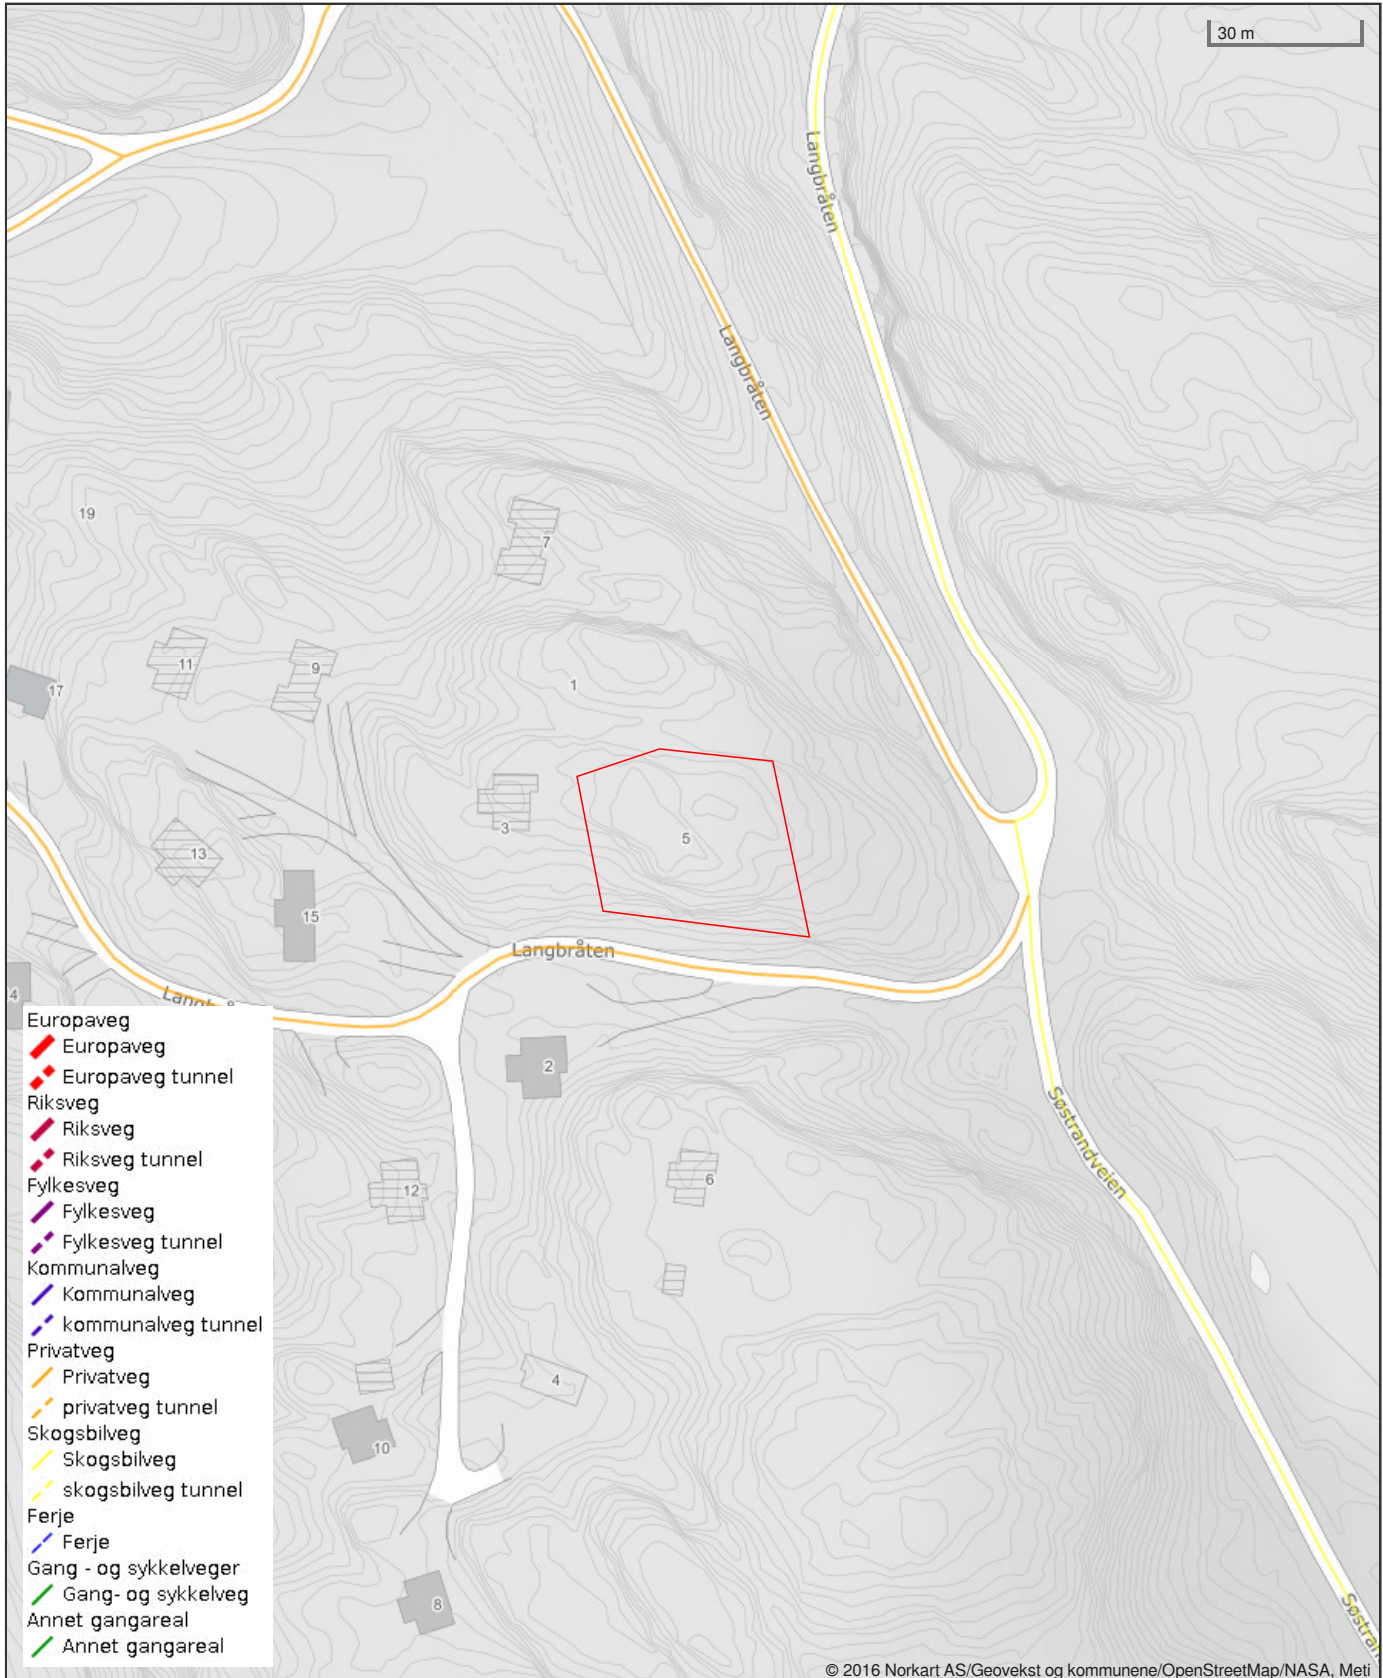 30 m
Langbråten
Langbråten
19
7
11
9
17
1
3
5
13
15
Langbråten
4
2
12
6
4
10
8
Søstrandveien
Europaveg
Europaveg
Europaveg tunnel
Riksveg
Riksveg
Riksveg tunnel
Fylkesveg
Fylkesveg
Fylkesveg tunnel
Kommunalveg
Kommunalveg
kommunalveg tunnel
Privatveg
Privatveg
privatveg tunnel
Skogsbilveg
Skogsbilveg
skogsbilveg tunnel
Ferje
Ferje
Gang - og sykkelveger
Gang- og sykkelveg
Annet gangareal
Annet gangareal
© 2016 Norkart AS/Geovekst og kommunene/OpenStreetMap/NASA, Meti